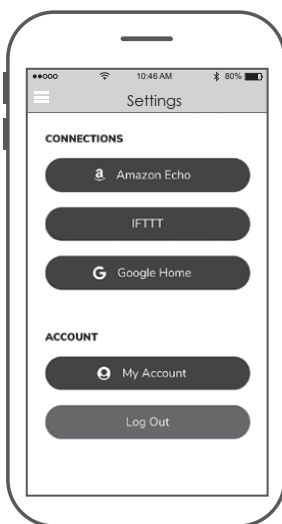 10:46 AM 80%
Settings
CONNECTIONS
Amazon Echo
IFTTT
Google Home
ACCOUNT
My Account
Log Out